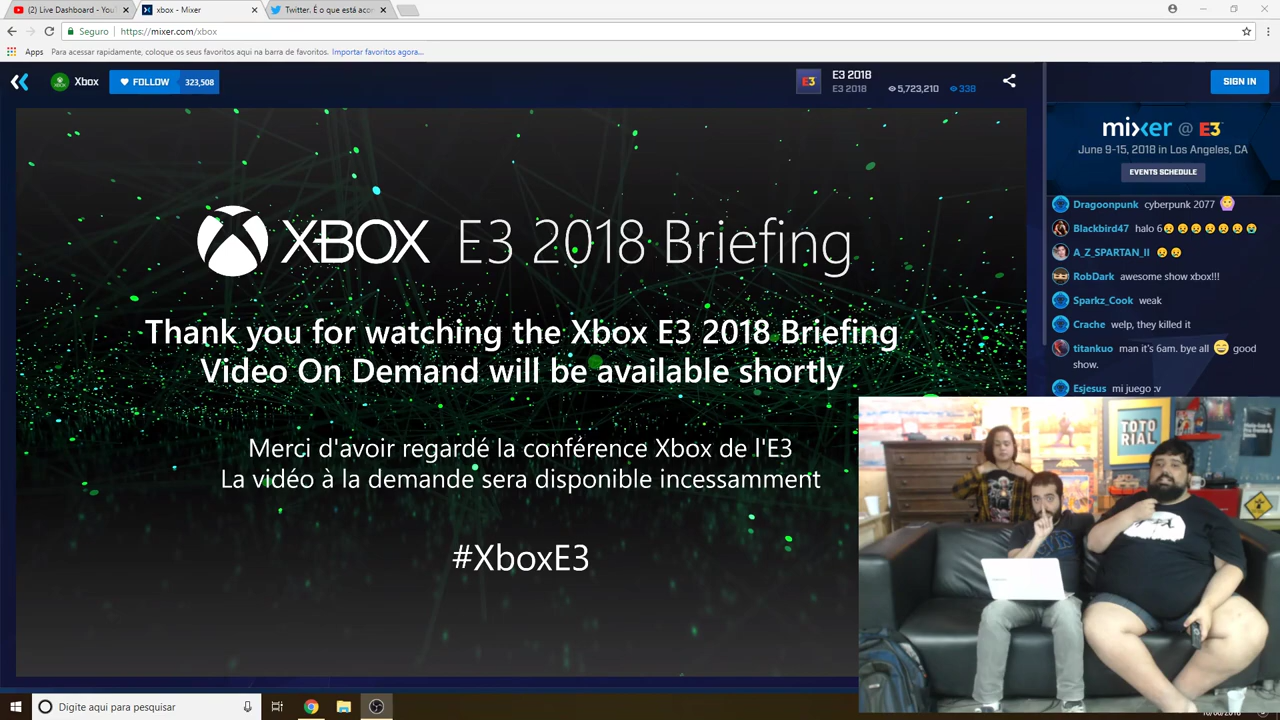 (2) Live Dashboard - You
xbox - Mixer
Twitter. É o que está acon
Seguro
https://mixer.com/xbox
Apps
Para acessar rapidamente, coloque os seus favoritos aqui na barra de favoritos. Importar favoritos agora...
Xbox
FOLLOW 323,508
E3
E3 2018
E3 2018
5,723,210
338
SIGN IN
mixer @ E3
June 9-15, 2018 in Los Angeles, CA
EVENTS SCHEDULE
Dragoonpunk cyberpunk 2077
Blackbird47 halo 6
A_Z_SPARTAN_II
RobDark awesome show xbox!!!
Sparkz_Cook weak
Crache welp, they killed it
titankuo man it's 6am. bye all good
show.
Esjesus mi juego :v
XBOX E3 2018 Briefing
Thank you for watching the Xbox E3 2018 Briefing
Video On Demand will be available shortly
Merci d'avoir regardé la conférence Xbox de l'E3
La vidéo à la demande sera disponible incessamment
#XboxE3
TOTO
RIAL
Digite aqui para pesquisar